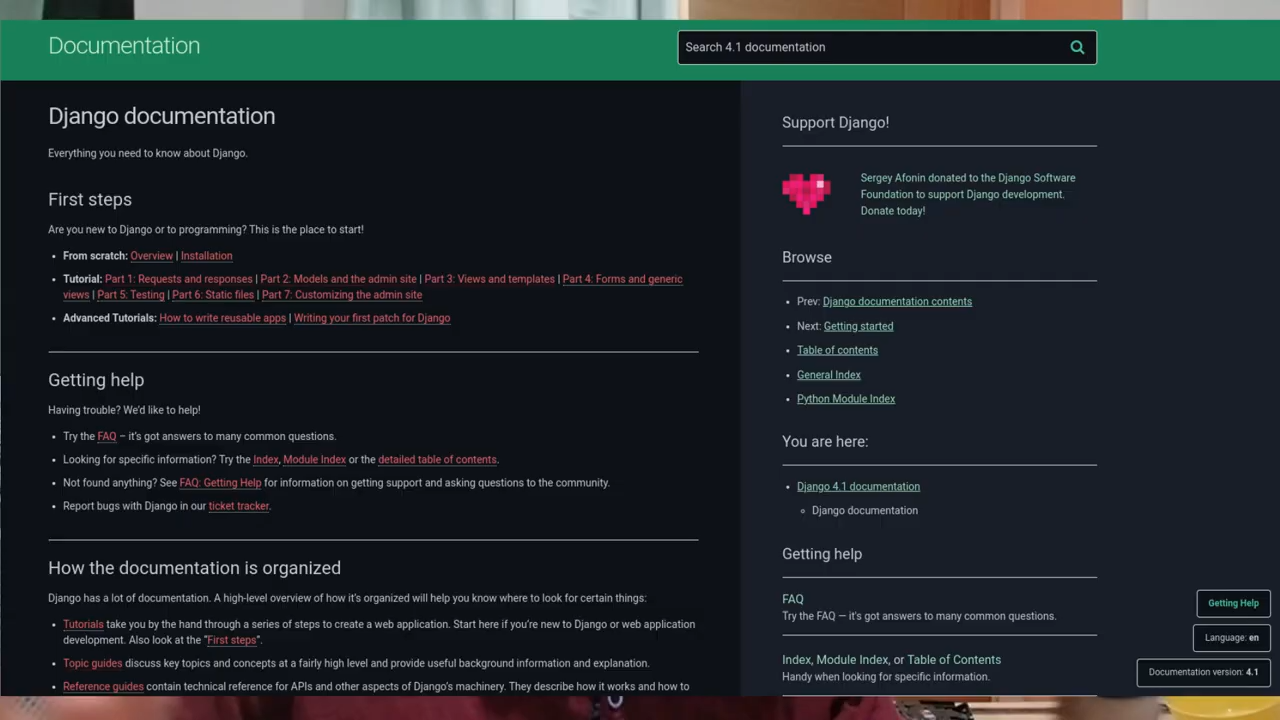 Documentation
Search 4.1 documentation
Django documentation
Everything you need to know about Django.
First steps
Are you new to Django or to programming? This is the place to start!
• From scratch: Overview | Installation
• Tutorial: Part 1: Requests and responses | Part 2: Models and the admin site | Part 3: Views and templates | Part 4: Forms and generic
views | Part 5: Testing | Part 6: Static files | Part 7: Customizing the admin site
• Advanced Tutorials: How to write reusable apps | Writing your first patch for Django
Getting help
Having trouble? We'd like to help!
• Try the FAQ – it's got answers to many common questions.
• Looking for specific information? Try the Index, Module Index or the detailed table of contents.
• Not found anything? See FAQ: Getting Help for information on getting support and asking questions to the community.
• Report bugs with Django in our ticket tracker.
How the documentation is organized
Django has a lot of documentation. A high-level overview of how it's organized will help you know where to look for certain things:
• Tutorials take you by the hand through a series of steps to create a web application. Start here if you're new to Django or web application
development. Also look at the “First steps”.
• Topic guides discuss key topics and concepts at a fairly high level and provide useful background information and explanation.
• Reference guides contain technical reference for APIs and other aspects of Django's machinery. They describe how it works and how to
Support Django!
Sergey Afonin donated to the Django Software
Foundation to support Django development.
Donate today!
Browse
• Prev: Django documentation contents
• Next: Getting started
• Table of contents
• General Index
• Python Module Index
You are here:
• Django 4.1 documentation
◦ Django documentation
Getting help
FAQ
Try the FAQ — it's got answers to many common questions.
Index, Module Index, or Table of Contents
Handy when looking for specific information.
Getting Help
Language: en
Documentation version: 4.1